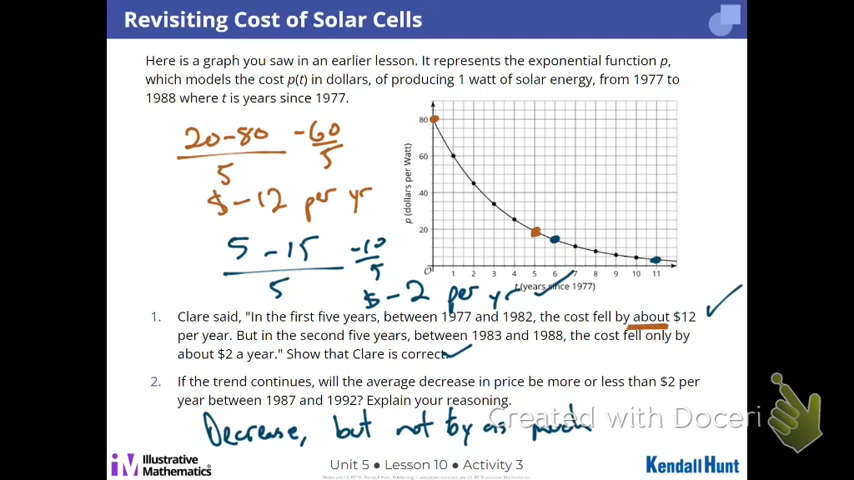 Revisiting Cost of Solar Cells
Here is a graph you saw in an earlier lesson. It represents the exponential function p,
which models the cost p(t) in dollars, of producing 1 watt of solar energy, from 1977 to
1988 where t is years since 1977.
20-80
5
-60
5
$-12 per yr
5-15
5
-10
5
$-2 per yr
p (dollars per Watt)
80
60
40
20
O
1 2 3 4 5 6 7 8 9 10 11
t (years since 1977)
1. Clare said, "In the first five years, between 1977 and 1982, the cost fell by about $12
per year. But in the second five years, between 1983 and 1988, the cost fell only by
about $2 a year." Show that Clare is correct.
2. If the trend continues, will the average decrease in price be more or less than $2 per
year between 1987 and 1992? Explain your reasoning.
Decrease, but not by as much
Created with Doceri
Illustrative
Mathematics
Unit 5 • Lesson 10 • Activity 3
Kendall Hunt